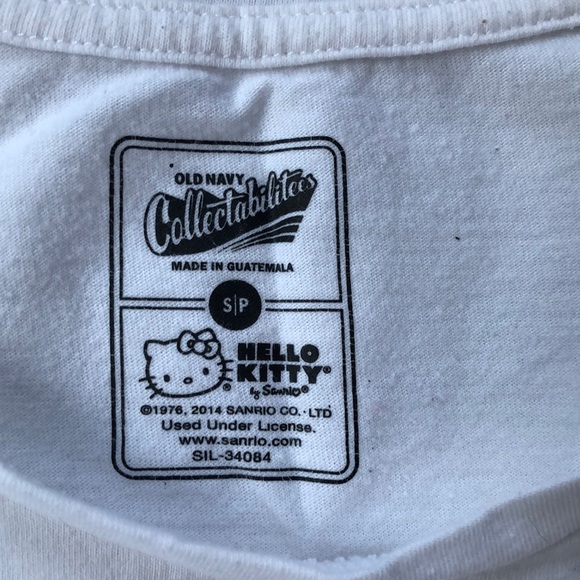 OLD NAVY
Collectabilitees
MADE IN GUATEMALA
S|P
HELLO
KITTY®
® by Sanrio®
©1976, 2014 SANRIO CO.·LTD
Used Under License.
www.sanrio.com
SIL-34084